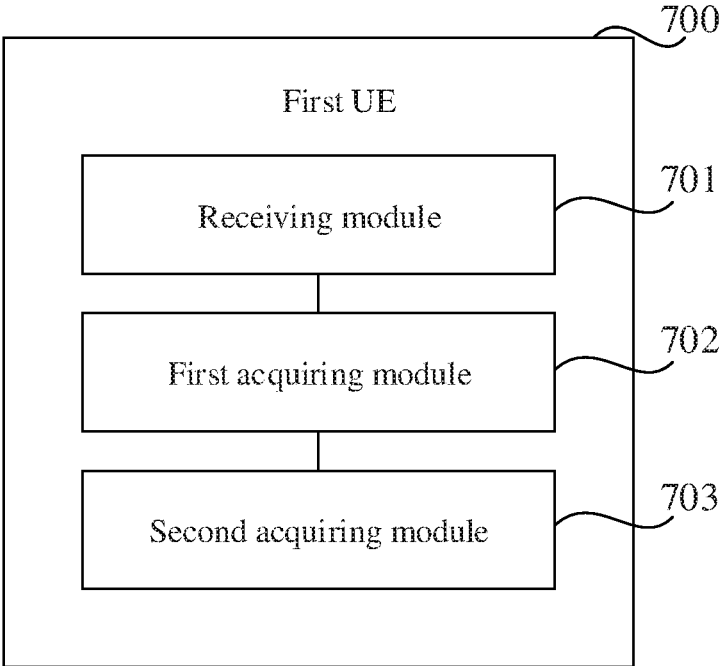 700
First UE
701
Receiving module
702
First acquiring module
703
Second acquiring module